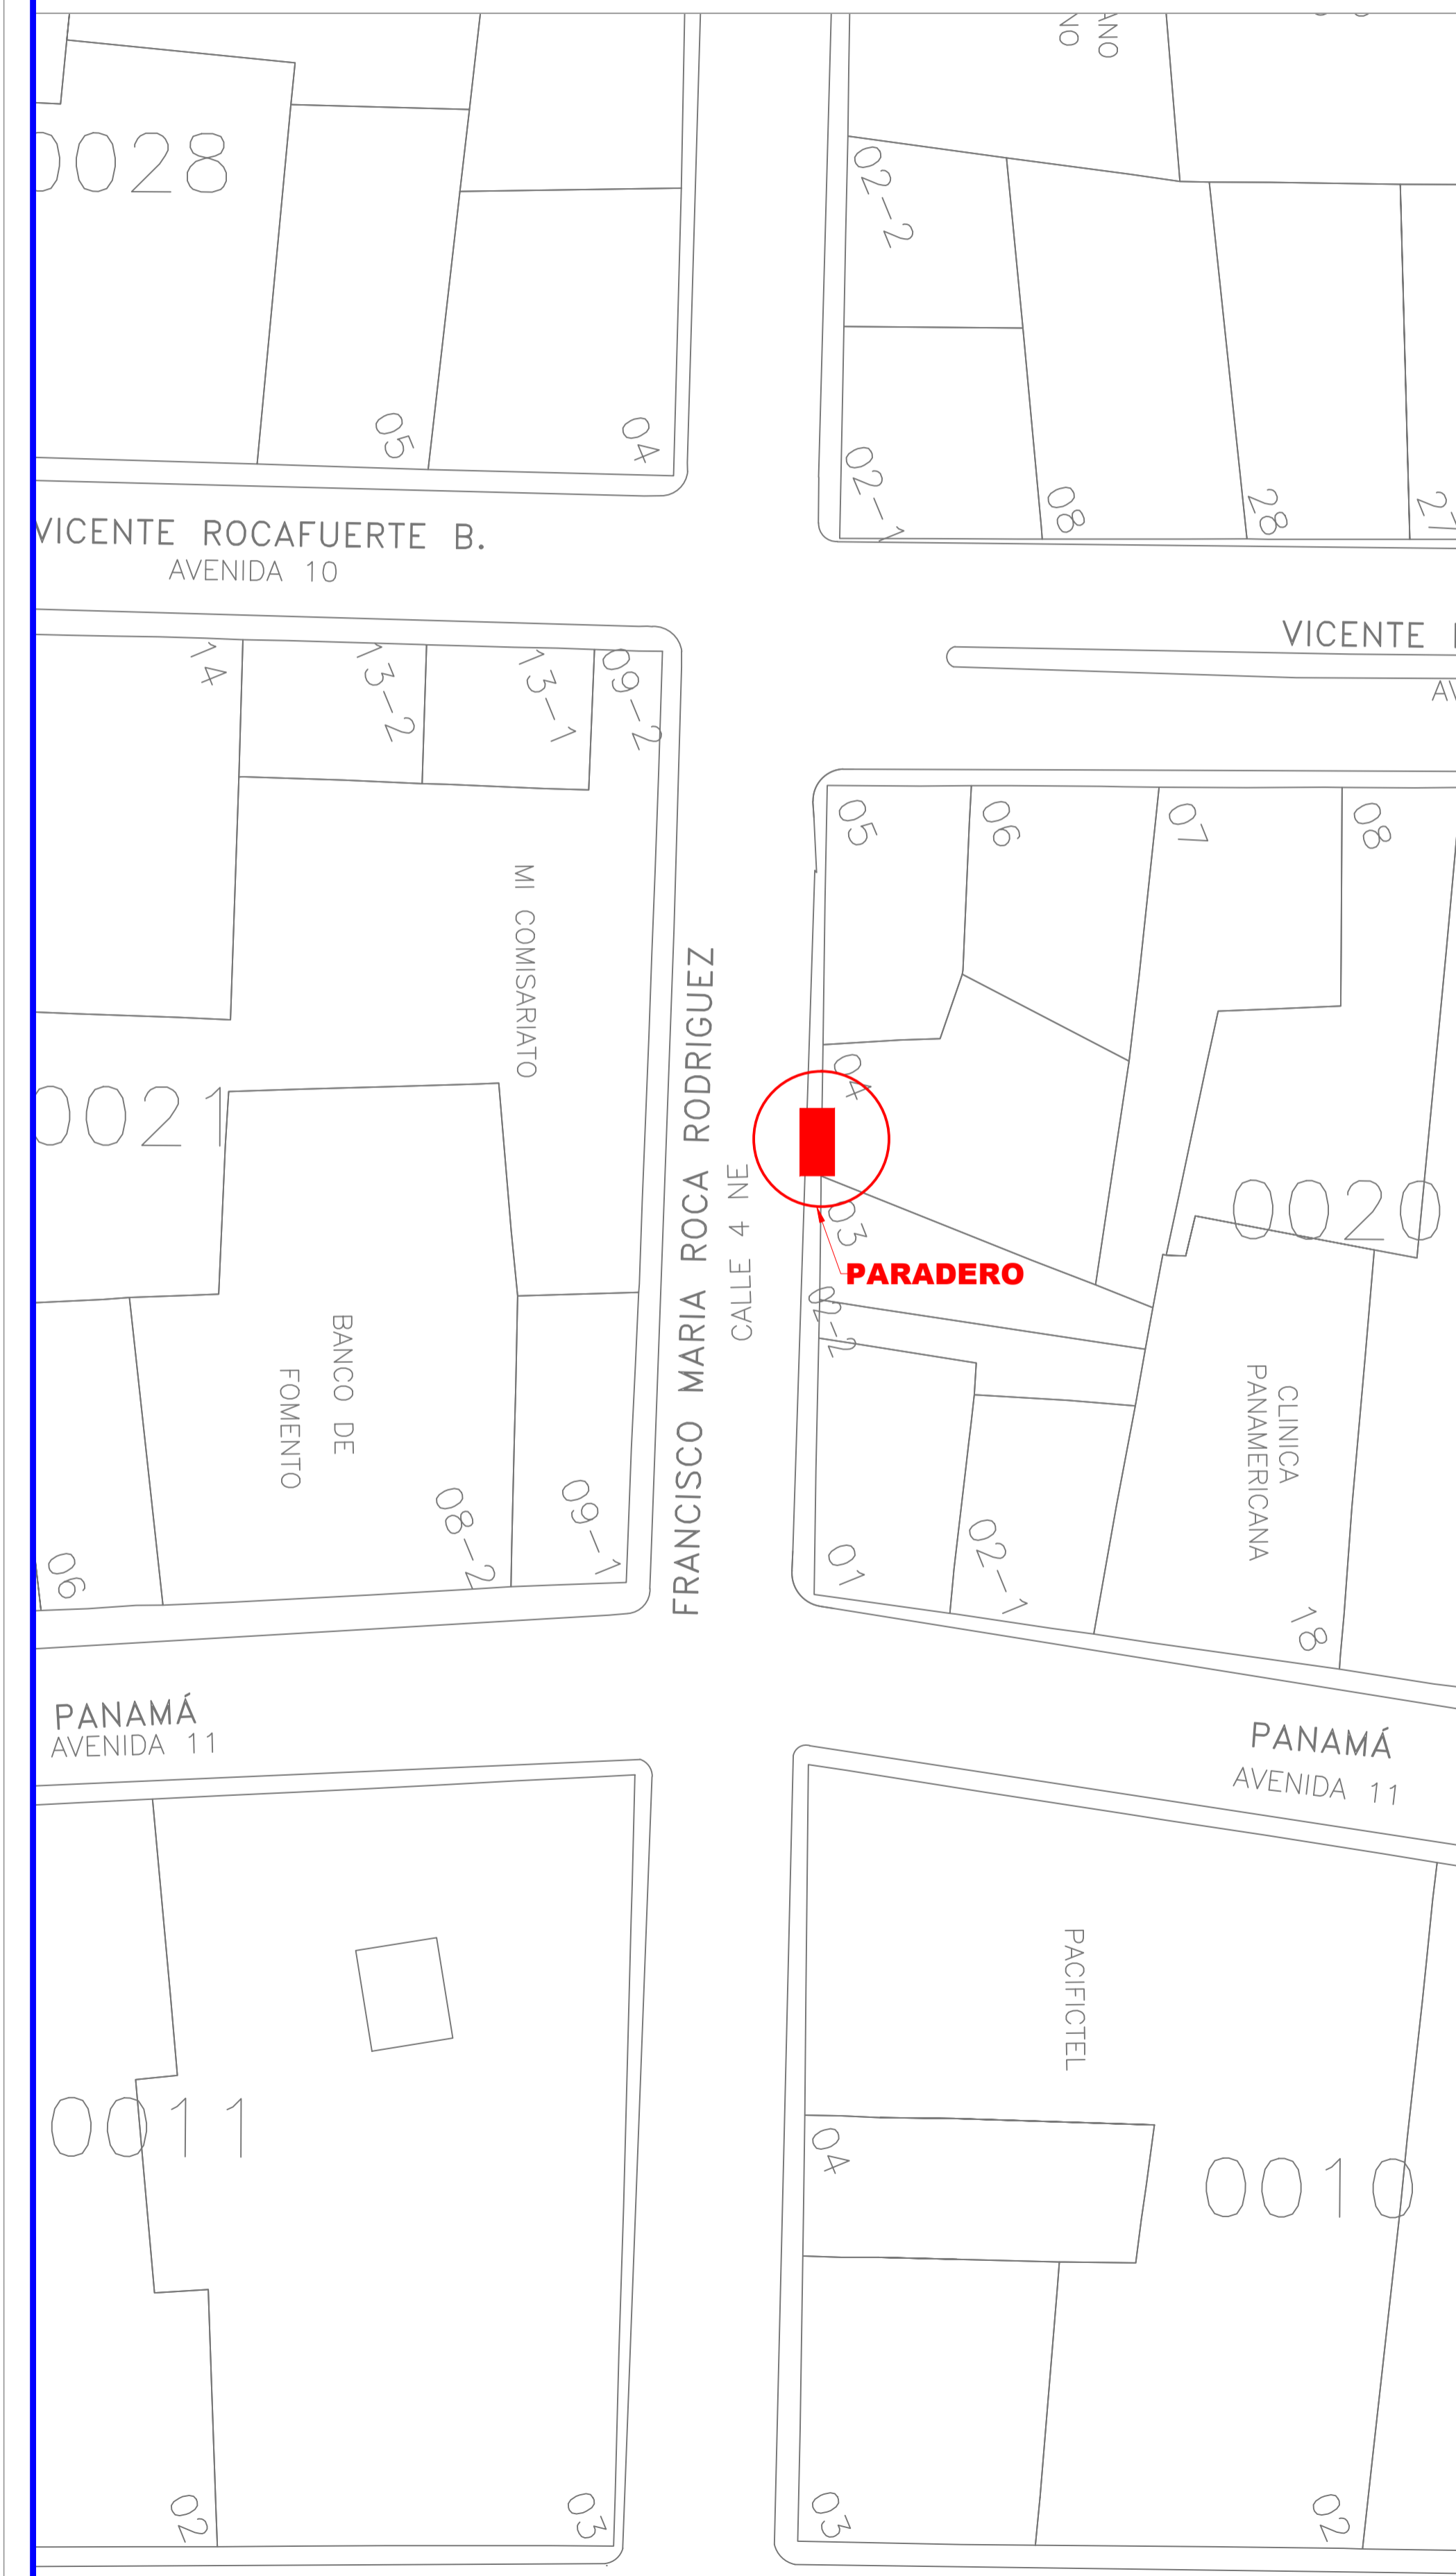 0028
02-2
05
04
02-1
08
28
VICENTE ROCAFUERTE B.
AVENIDA 10
VICENTE
14
13-2
13-1
09-2
05
06
07
08
MI COMISARIATO
FRANCISCO MARIA ROCA RODRIGUEZ
CALLE 4 NE
04
0021
0020
03
PARADERO
02-2
BANCO DE
FOMENTO
CLINICA
PANAMERICANA
06
08-2
09-1
01
02-1
18
PANAMÁ
AVENIDA 11
PANAMÁ
AVENIDA 11
PACIFICTEL
0011
04
0010
02
03
03
02